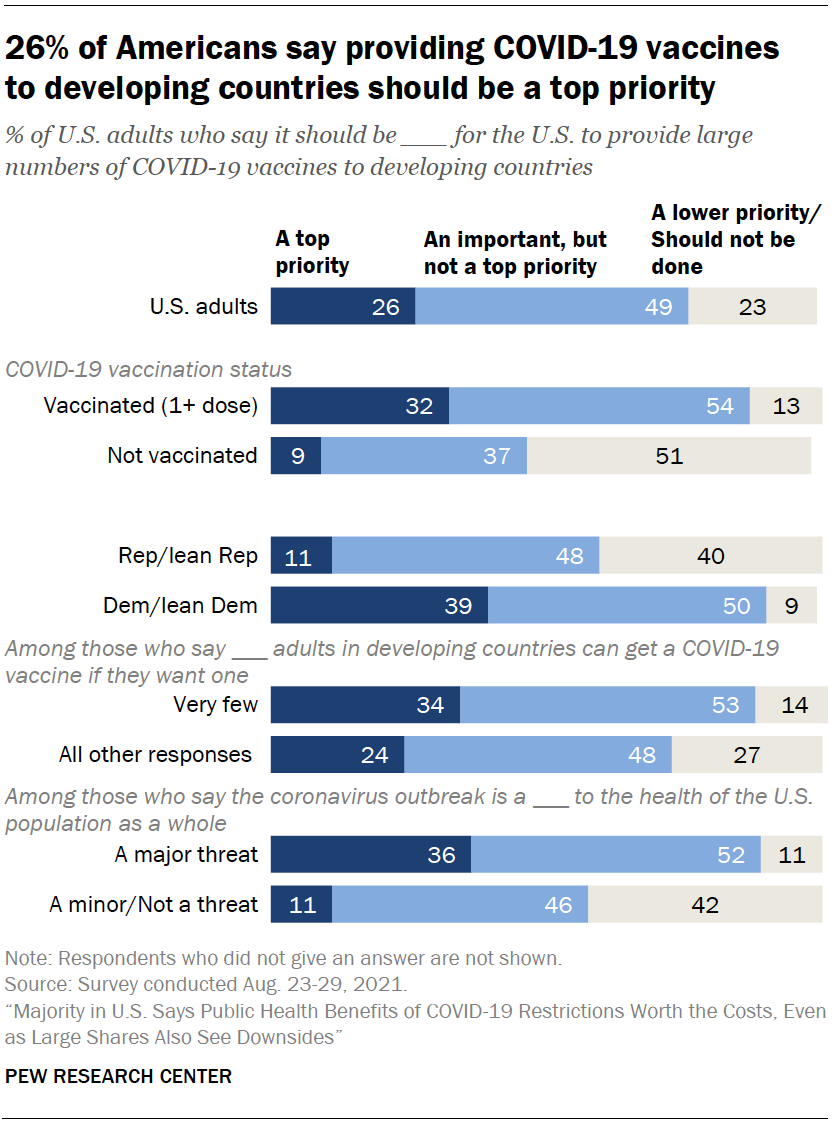 26% of Americans say providing COVID-19 vaccines
to developing countries should be a top priority
% of U.S. adults who say it should be ___ for the U.S. to provide large
numbers of COVID-19 vaccines to developing countries
A top
priority
An important, but
not a top priority
A lower priority/
Should not be
done
U.S. adults 26 49 23
COVID-19 vaccination status
Vaccinated (1+ dose) 32 54 13
Not vaccinated 9 37 51
Rep/lean Rep 11 48 40
Dem/lean Dem 39 50 9
Among those who say ___ adults in developing countries can get a COVID-19
vaccine if they want one
Very few 34 53 14
All other responses 24 48 27
Among those who say the coronavirus outbreak is a ___ to the health of the U.S.
population as a whole
A major threat 36 52 11
A minor/Not a threat 11 46 42
Note: Respondents who did not give an answer are not shown.
Source: Survey conducted Aug. 23-29, 2021.
“Majority in U.S. Says Public Health Benefits of COVID-19 Restrictions Worth the Costs, Even
as Large Shares Also See Downsides”
PEW RESEARCH CENTER